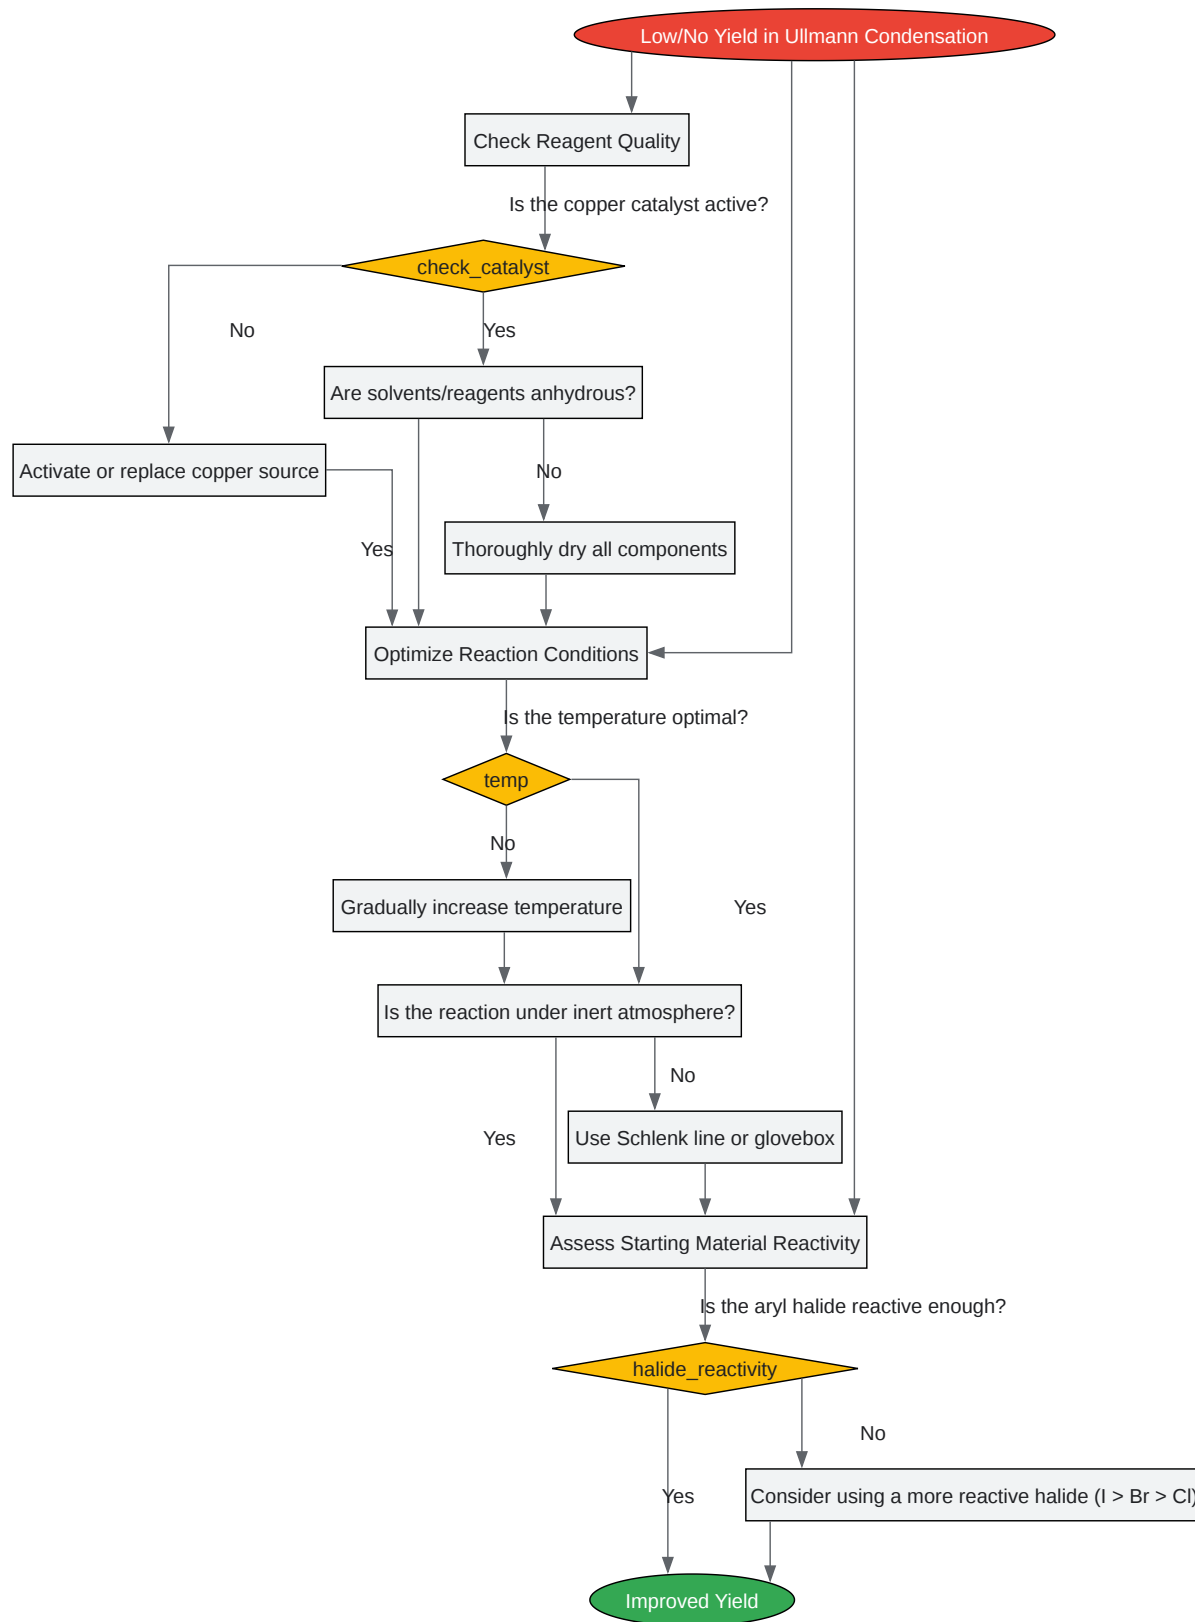 Low/No Yield in Ullmann Condensation
Check Reagent Quality
Is the copper catalyst active?
check_catalyst
No
Yes
Are solvents/reagents anhydrous?
Activate or replace copper source
No
Yes
Thoroughly dry all components
Optimize Reaction Conditions
Is the temperature optimal?
temp
No
Gradually increase temperature
Yes
Is the reaction under inert atmosphere?
No
Yes
Use Schlenk line or glovebox
Assess Starting Material Reactivity
Is the aryl halide reactive enough?
halide_reactivity
No
Yes
Consider using a more reactive halide (I > Br > Cl)
Improved Yield